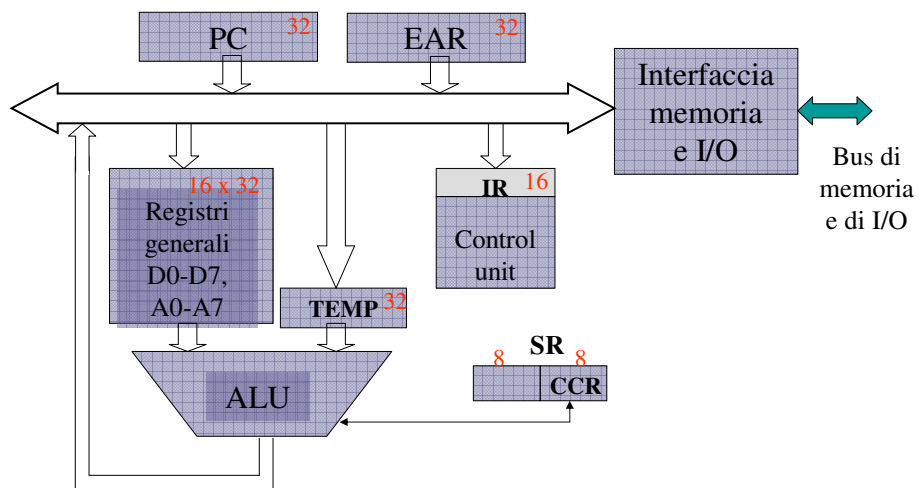 PC 32
EAR 32
Interfaccia
memoria
e I/O
Bus di
memoria
e di I/O
16 x 32
Registri
generali
D0-D7,
A0-A7
IR 16
Control
unit
TEMP 32
SR
8 8
CCR
ALU